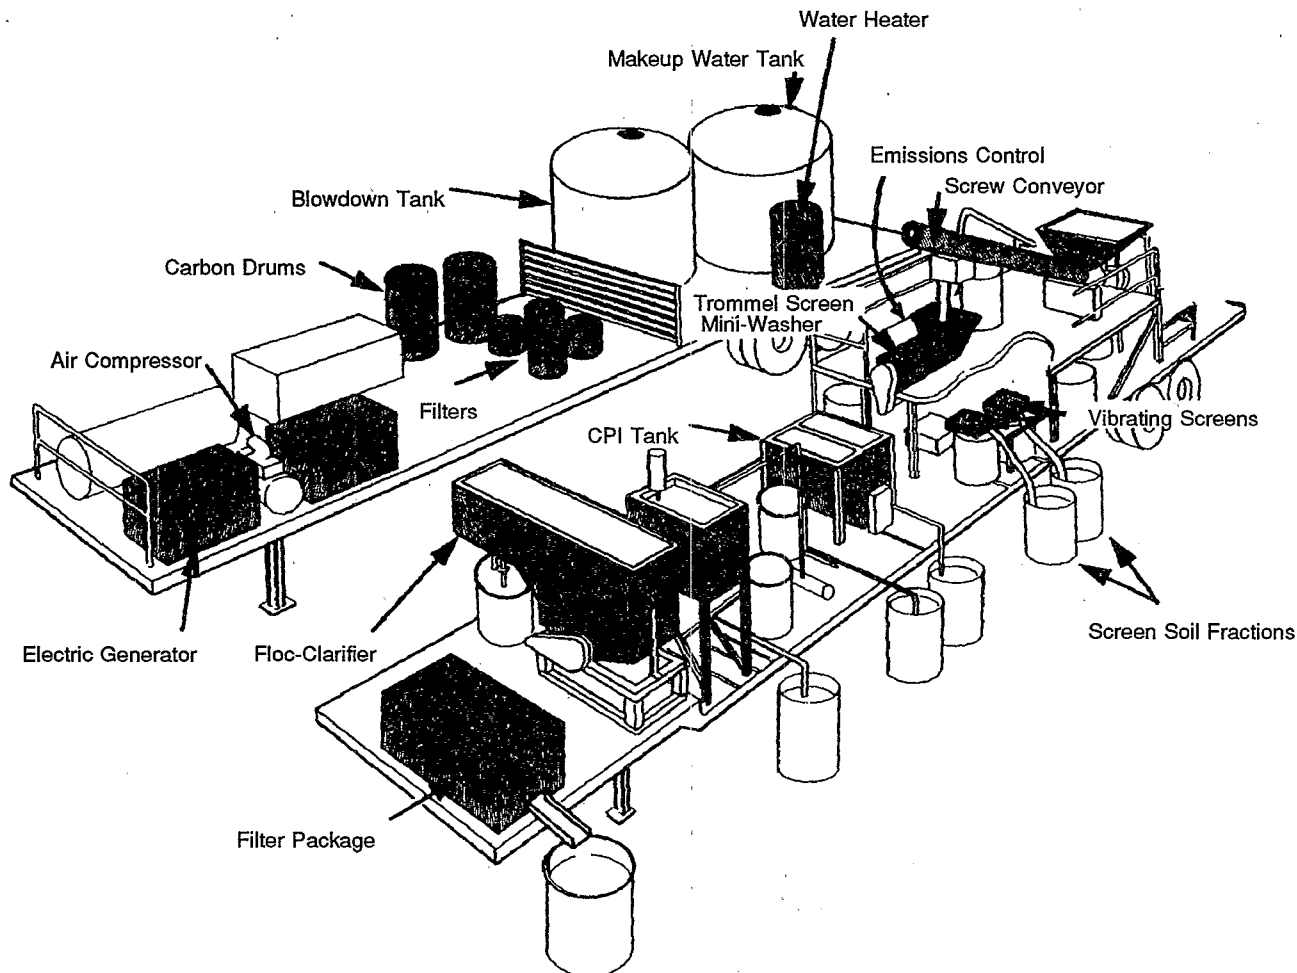 Water Heater
Makeup Water Tank
Emissions Control
Screw Conveyor
Blowdown Tank
Carbon Drums
Trommel Screen
Mini-Washer
Air Compressor
Filters
Vibrating Screens
CPI Tank
Screen Soil Fractions
Electric Generator
Floc-Clarifier
Filter Package